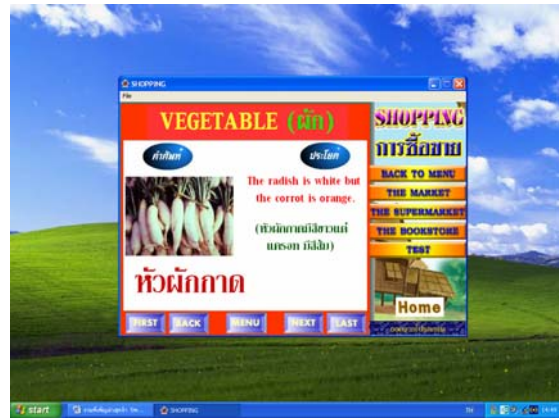 SHOPPING
File
VEGETABLE (ผัก)
คำศัพท์
ประโยค
The radish is white but
the corrot is orange.
(หัวผักกาดมีสีขาวแต่
แครอท มีสีส้ม)
หัวผักกาด
FIRST
BACK
MENU
NEXT
LAST
SHOPPING
การซื้อขาย
BACK TO MENU
THE MARKET
THE SUPERMARKET
THE BOOKSTORE
TEST
Home
start
SHOPPING
TH